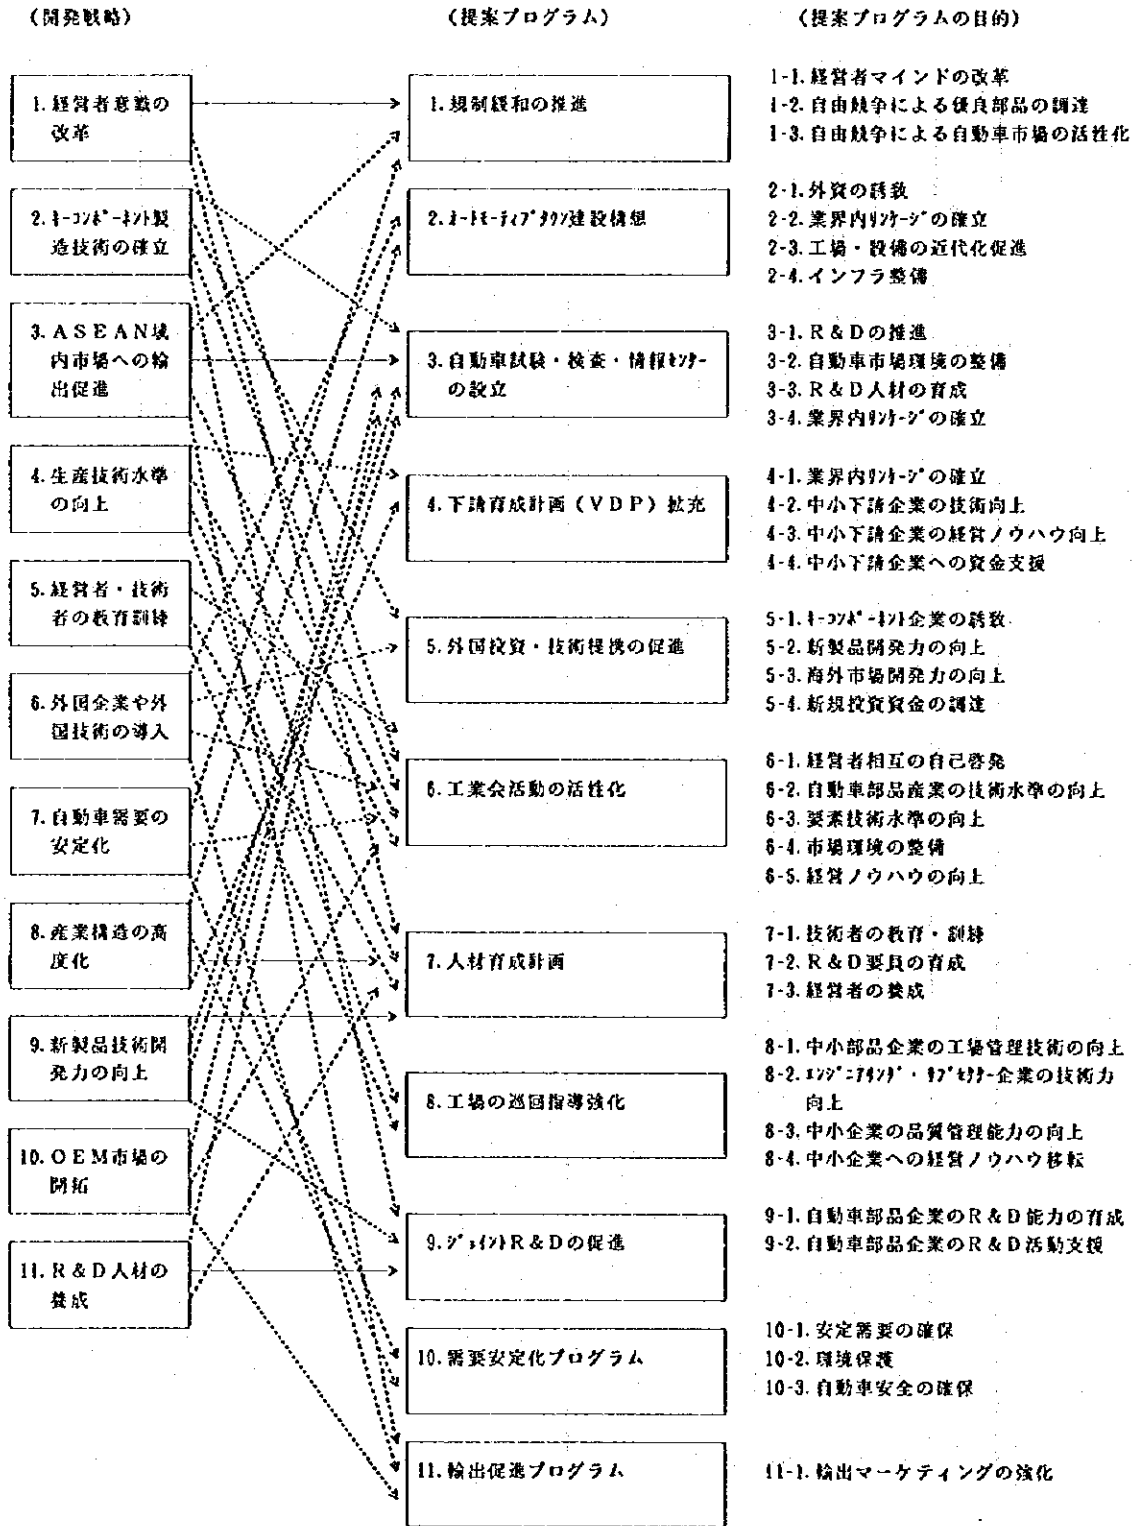 （開発戦略）
（提案プログラム）
（提案プログラムの目的）
1. 経営者意識の
改革
2. ｷｰｺﾝﾎﾟｰﾈﾝﾄ製
造技術の確立
3. ＡＳＥＡＮ域
内市場への輸
出促進
4. 生産技術水準
の向上
5. 経営者・技術
者の教育訓練
6. 外国企業や外
国技術の導入
7. 自動車需要の
安定化
8. 産業構造の高
度化
9. 新製品技術開
発力の向上
10. ＯＥＭ市場の
開拓
11. Ｒ＆Ｄ人材の
養成
1. 規制緩和の推進
2. ｵｰﾄﾓｰﾃｨﾌﾞﾀｳﾝ建設構想
3. 自動車試験・検査・情報ｾﾝﾀｰ
の設立
4. 下請育成計画（ＶＤＰ）拡充
5. 外国投資・技術提携の促進
6. 工業会活動の活性化
7. 人材育成計画
8. 工場の巡回指導強化
9. ｼﾞｮｲﾝﾄＲ＆Ｄの促進
10. 需要安定化プログラム
11. 輸出促進プログラム
1-1. 経営者マインドの改革
1-2. 自由競争による優良部品の調達
1-3. 自由競争による自動車市場の活性化
2-1. 外資の誘致
2-2. 業界内ﾘﾝｹｰｼﾞの確立
2-3. 工場・設備の近代化促進
2-4. インフラ整備
3-1. Ｒ＆Ｄの推進
3-2. 自動車市場環境の整備
3-3. Ｒ＆Ｄ人材の育成
3-4. 業界内ﾘﾝｹｰｼﾞの確立
4-1. 業界内ﾘﾝｹｰｼﾞの確立
4-2. 中小下請企業の技術向上
4-3. 中小下請企業の経営ノウハウ向上
4-4. 中小下請企業への資金支援
5-1. ｷｰｺﾝﾎﾟｰﾈﾝﾄ企業の誘致
5-2. 新製品開発力の向上
5-3. 海外市場開発力の向上
5-4. 新規投資資金の調達
6-1. 経営者相互の自己啓発
6-2. 自動車部品産業の技術水準の向上
6-3. 要素技術水準の向上
6-4. 市場環境の整備
6-5. 経営ノウハウの向上
7-1. 技術者の教育・訓練
7-2. Ｒ＆Ｄ要員の育成
7-3. 経営者の養成
8-1. 中小部品企業の工場管理技術の向上
8-2. ｴﾝｼﾞﾆｱﾘﾝｸﾞ・ｻﾌﾞｾｸﾀｰ企業の技術力
向上
8-3. 中小企業の品質管理能力の向上
8-4. 中小企業への経営ノウハウ移転
9-1. 自動車部品企業のＲ＆Ｄ能力の育成
9-2. 自動車部品企業のＲ＆Ｄ活動支援
10-1. 安定需要の確保
10-2. 環境保護
10-3. 自動車安全の確保
11-1. 輸出マーケティングの強化